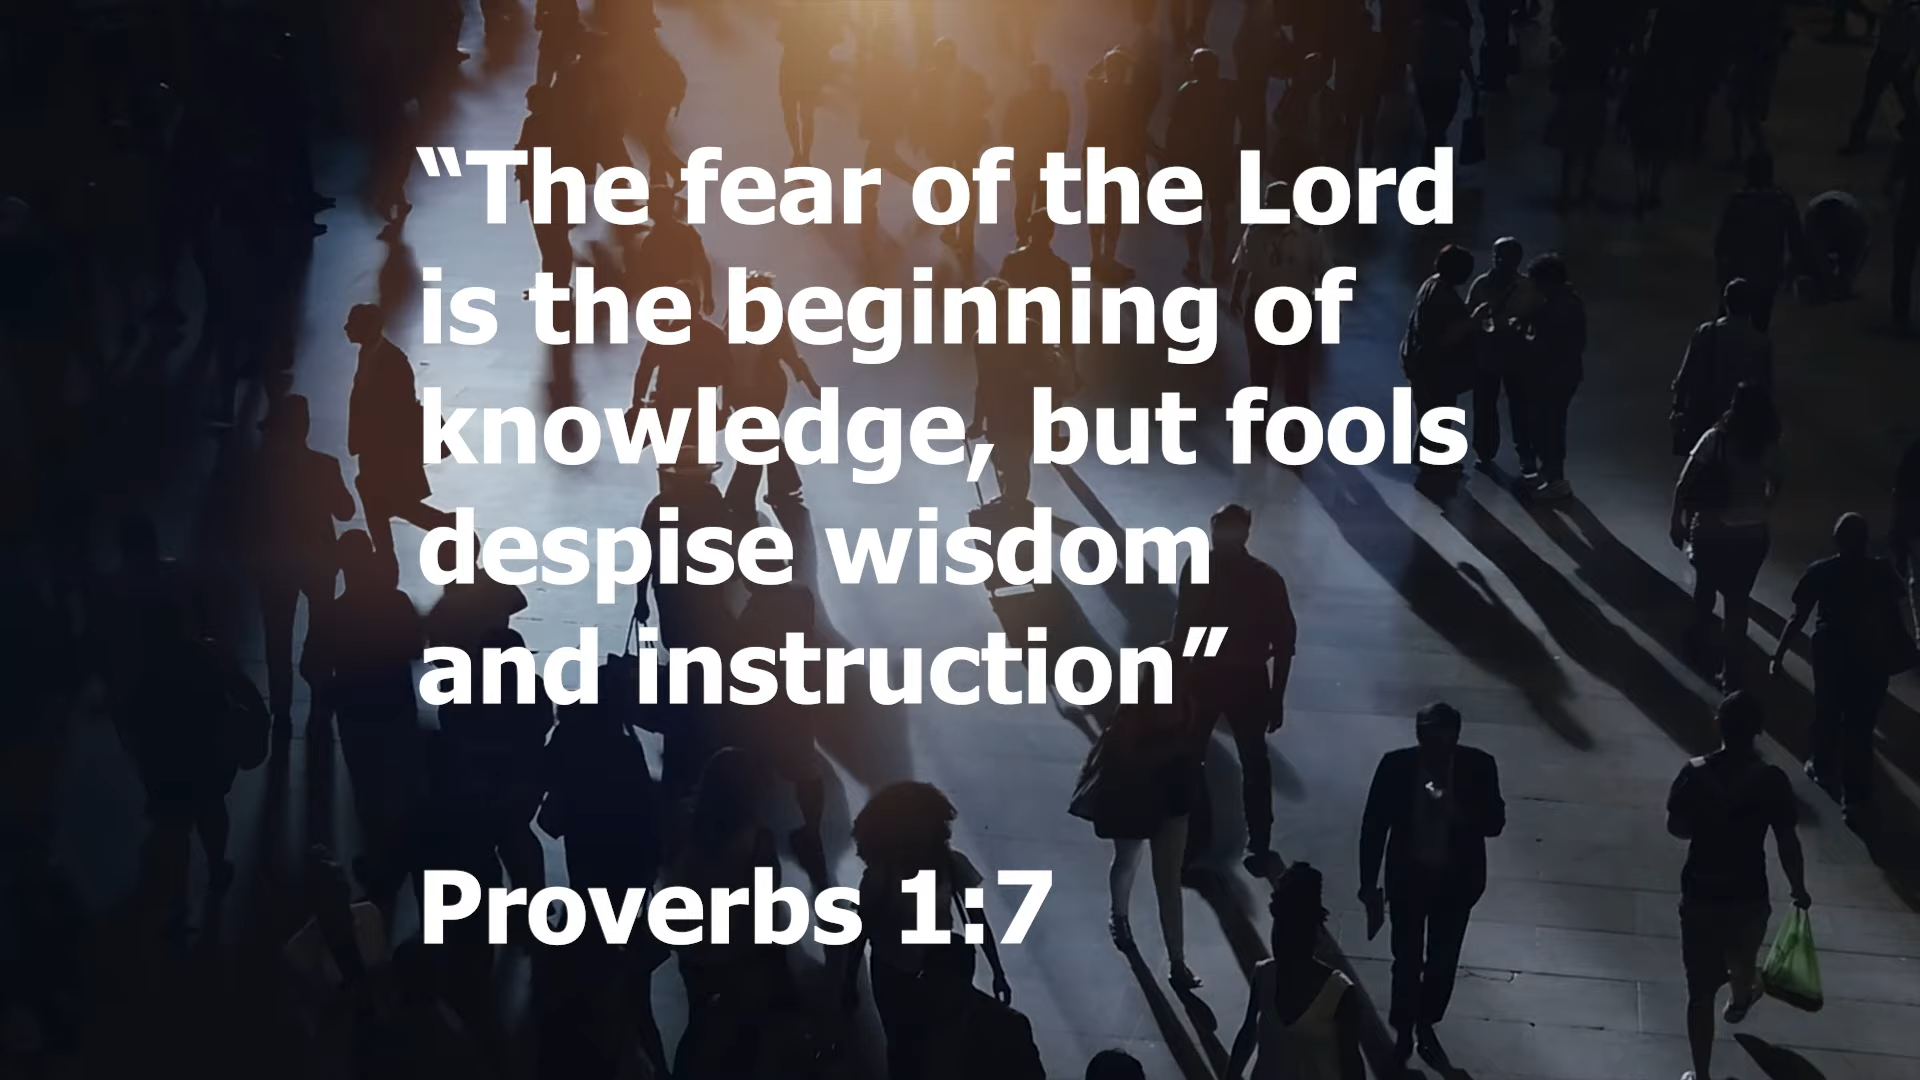 “The fear of the Lord
is the beginning of
knowledge, but fools
despise wisdom
and instruction”
Proverbs 1:7